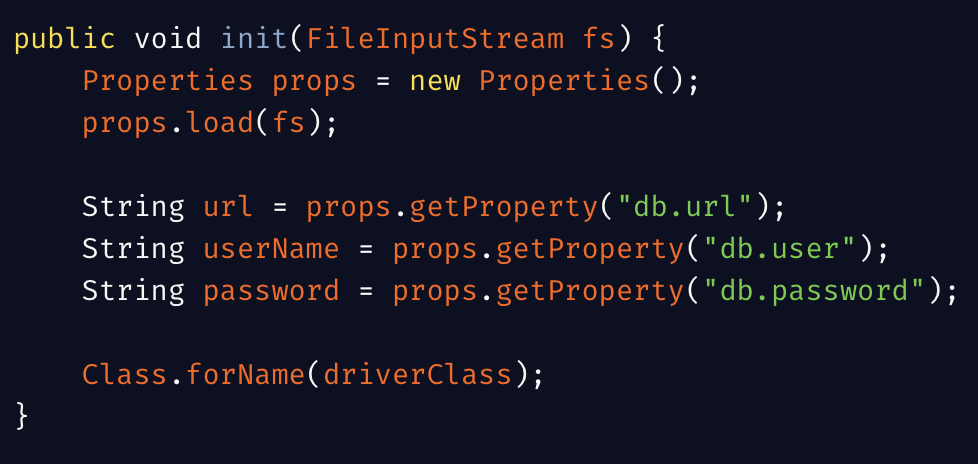 public void init(FileInputStream fs) {
    Properties props = new Properties();
    props.load(fs);

    String url = props.getProperty("db.url");
    String userName = props.getProperty("db.user");
    String password = props.getProperty("db.password");

    Class.forName(driverClass);
}